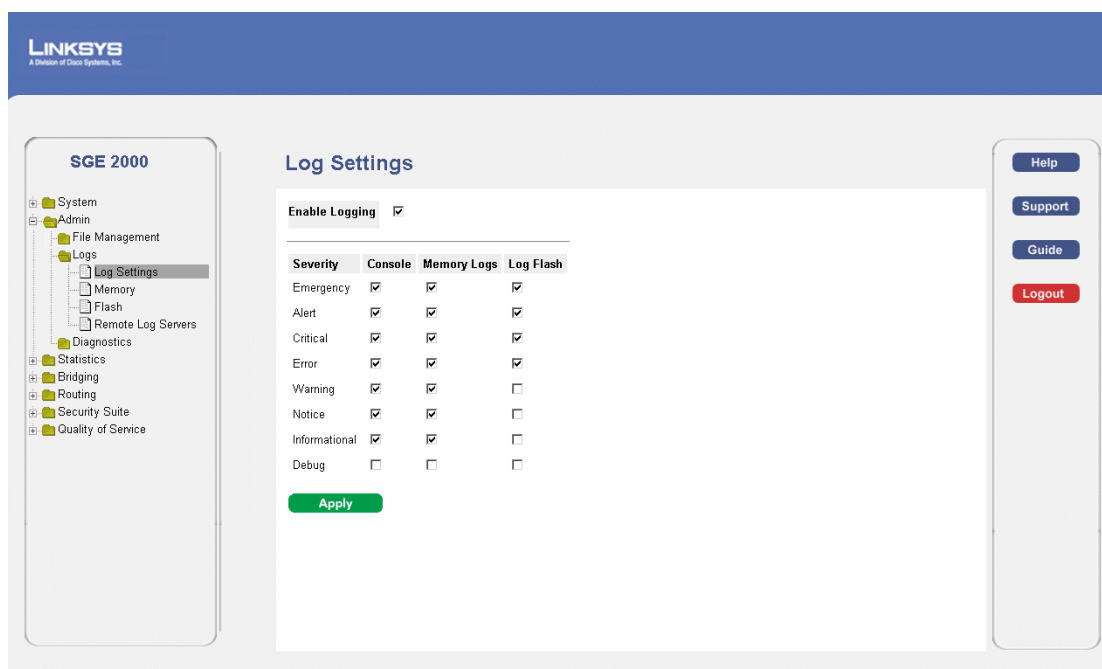 LINKSYS
A Division of Cisco Systems, Inc.
SGE 2000
System
Admin
File Management
Logs
Log Settings
Memory
Flash
Remote Log Servers
Diagnostics
Statistics
Bridging
Routing
Security Suite
Quality of Service
Log Settings
Enable Logging
Severity Console Memory Logs Log Flash
Emergency
Alert
Critical
Error
Warning
Notice
Informational
Debug
Apply
Help
Support
Guide
Logout